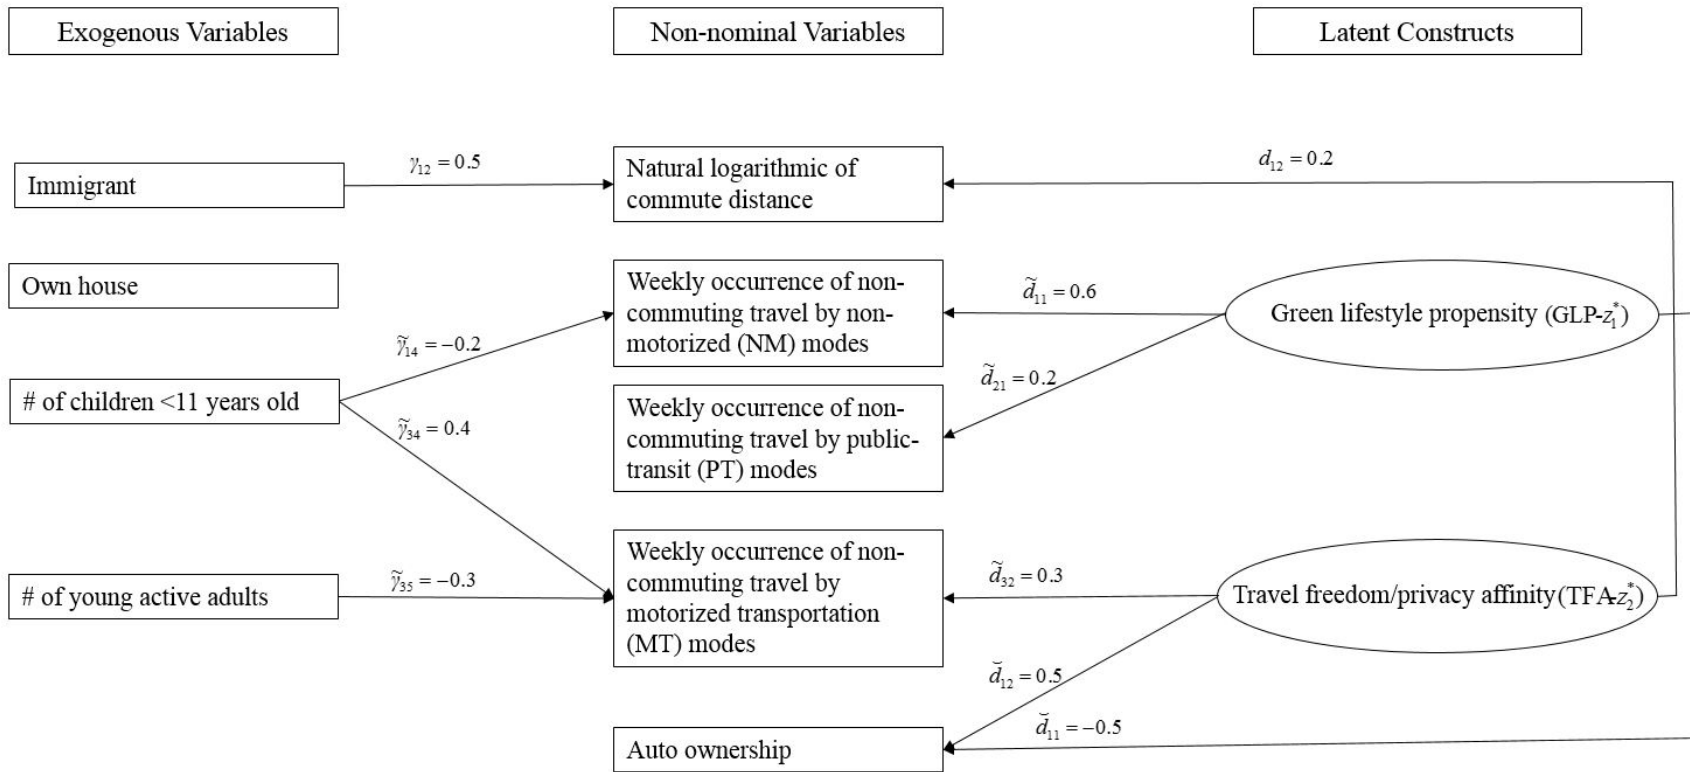 Exogenous Variables
Non-nominal Variables
Latent Constructs
Immigrant
γ₁₂ = 0.5
Natural logarithmic of
commute distance
d₁₂ = 0.2
Own house
Weekly occurrence of non-
commuting travel by non-
motorized (NM) modes
d̃₁₁ = 0.6
Green lifestyle propensity (GLP-z₁*)
γ̃₁₄ = −0.2
# of children <11 years old
γ̃₃₄ = 0.4
d̃₂₁ = 0.2
Weekly occurrence of non-
commuting travel by public-
transit (PT) modes
# of young active adults
γ̃₃₅ = −0.3
Weekly occurrence of non-
commuting travel by
motorized transportation
(MT) modes
d̃₃₂ = 0.3
Travel freedom/privacy affinity(TFA-z₂*)
d̆₁₂ = 0.5
d̆₁₁ = −0.5
Auto ownership